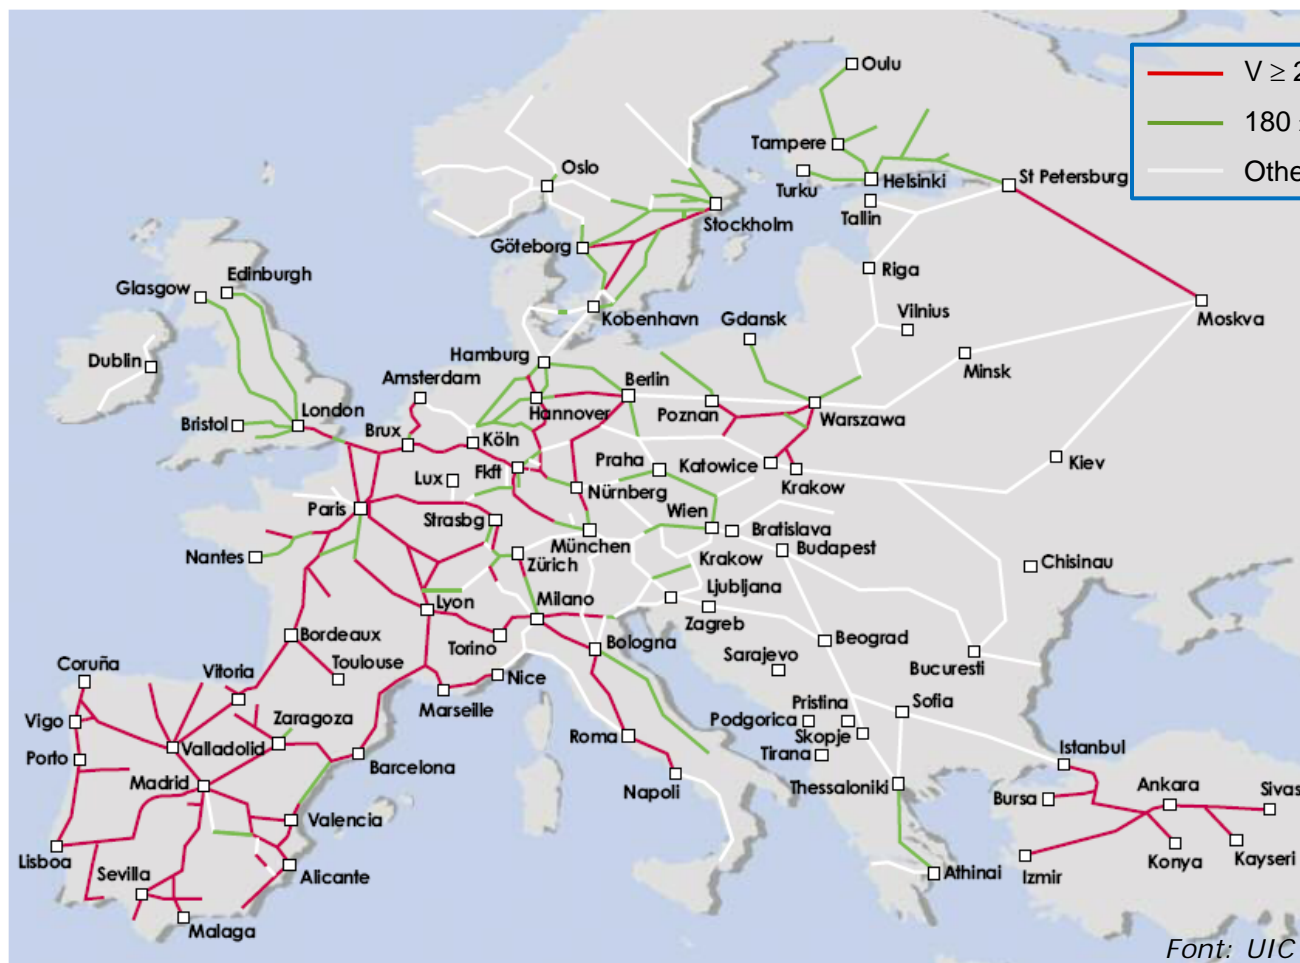 Oulu
V ≥ 2
180
Othe
Tampere
Oslo
Turku
Helsinki
St Petersburg
Tallin
Stockholm
Göteborg
Edinburgh
Glasgow
Riga
Vilnius
Moskva
Kobenhavn
Gdansk
Dublin
Hamburg
Amsterdam
Berlin
Minsk
Hannover
Poznan
Warszawa
Bristol
London
Brux
Köln
Praha
Katowice
Kiev
Lux
Fkft
Nürnberg
Krakow
Paris
Strasbg
Wien
Bratislava
München
Budapest
Nantes
Zürich
Krakow
Chisinau
Ljubljana
Lyon
Milano
Zagreb
Bordeaux
Torino
Bologna
Beograd
Sarajevo
Bucuresti
Coruña
Vitoria
Toulouse
Nice
Marseille
Vigo
Zaragoza
Pristina
Sofia
Podgorica
Skopje
Valladolid
Porto
Barcelona
Roma
Tirana
Istanbul
Madrid
Napoli
Thessaloniki
Bursa
Ankara
Sivas
Valencia
Lisboa
Sevilla
Alicante
Athinai
Izmir
Konya
Kayseri
Malaga
Font: UIC